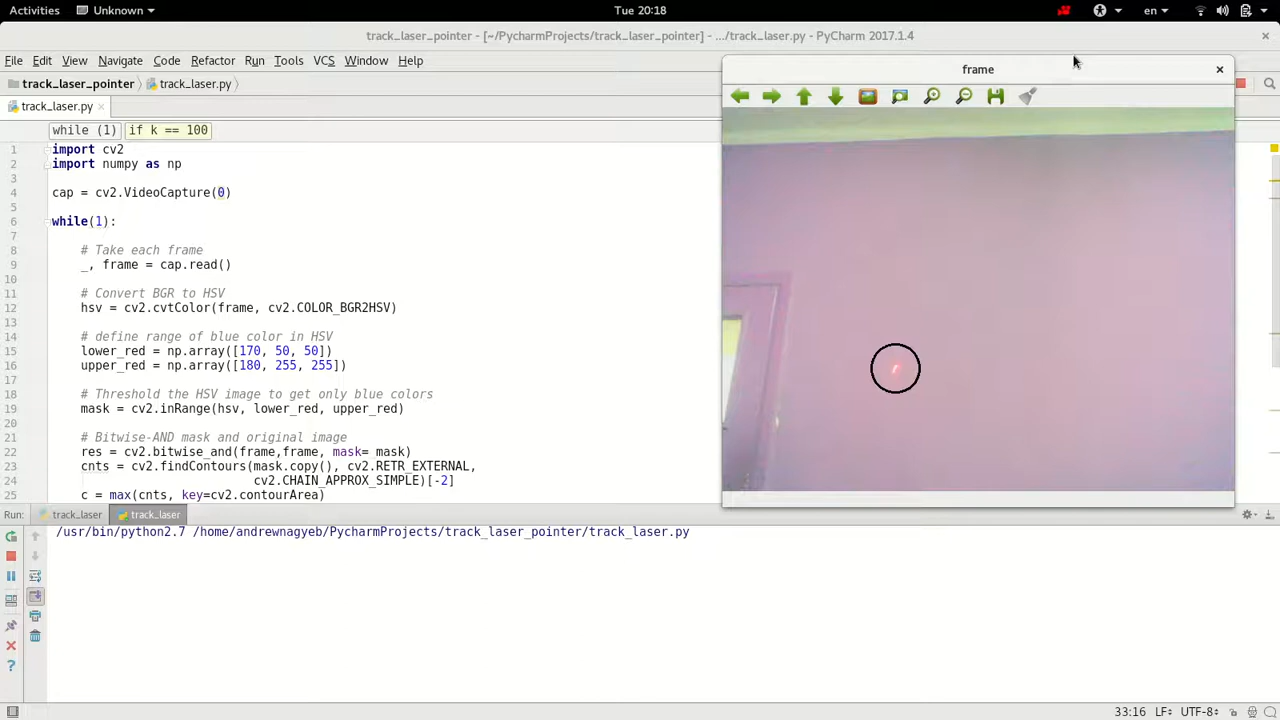 Activities Unknown Tue 20:18 en
track_laser_pointer - [~/PycharmProjects/track_laser_pointer] - .../track_laser.py - PyCharm 2017.1.4
File Edit View Navigate Code Refactor Run Tools VCS Window Help
track_laser_pointer track_laser.py
track_laser.py
while (1) if k == 100
1 import cv2
2 import numpy as np
3
4 cap = cv2.VideoCapture(0)
5
6 while(1):
7
8 # Take each frame
9 _, frame = cap.read()
10
11 # Convert BGR to HSV
12 hsv = cv2.cvtColor(frame, cv2.COLOR_BGR2HSV)
13
14 # define range of blue color in HSV
15 lower_red = np.array([170, 50, 50])
16 upper_red = np.array([180, 255, 255])
17
18 # Threshold the HSV image to get only blue colors
19 mask = cv2.inRange(hsv, lower_red, upper_red)
20
21 # Bitwise-AND mask and original image
22 res = cv2.bitwise_and(frame,frame, mask= mask)
23 cnts = cv2.findContours(mask.copy(), cv2.RETR_EXTERNAL,
24 cv2.CHAIN_APPROX_SIMPLE)[-2]
25 c = max(cnts, key=cv2.contourArea)
frame
Run: track_laser track_laser
/usr/bin/python2.7 /home/andrewnagyeb/PycharmProjects/track_laser_pointer/track_laser.py
33:16 LF UTF-8